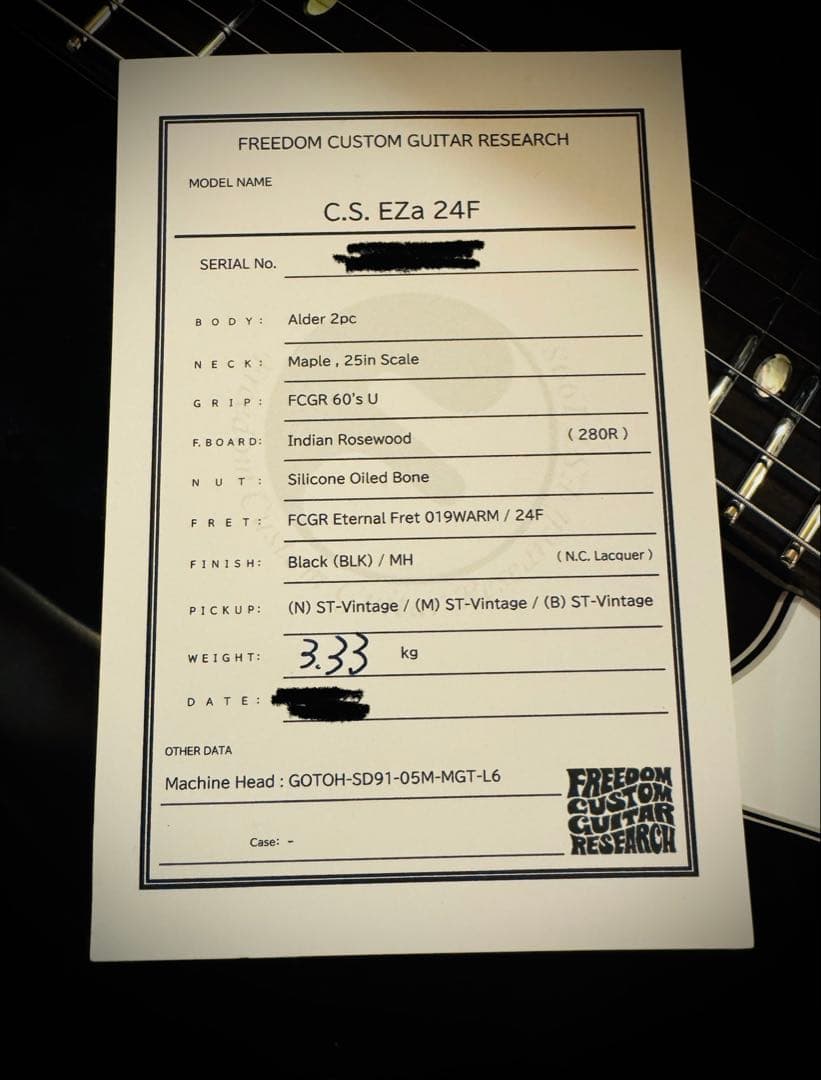 FREEDOM CUSTOM GUITAR RESEARCH
MODEL NAME
C.S. EZa 24F
SERIAL No.
BODY: Alder 2pc
NECK: Maple , 25in Scale
GRIP: FCGR 60's U
F.BOARD: Indian Rosewood (280R)
NUT: Silicone Oiled Bone
FRET: FCGR Eternal Fret 019WARM / 24F
FINISH: Black (BLK) / MH (N.C. Lacquer)
PICKUP: (N) ST-Vintage / (M) ST-Vintage / (B) ST-Vintage
WEIGHT: 3.33 kg
DATE:
OTHER DATA
Machine Head : GOTOH-SD91-05M-MGT-L6
Case: -
FREEDOM
CUSTOM
GUITAR
RESEARCH